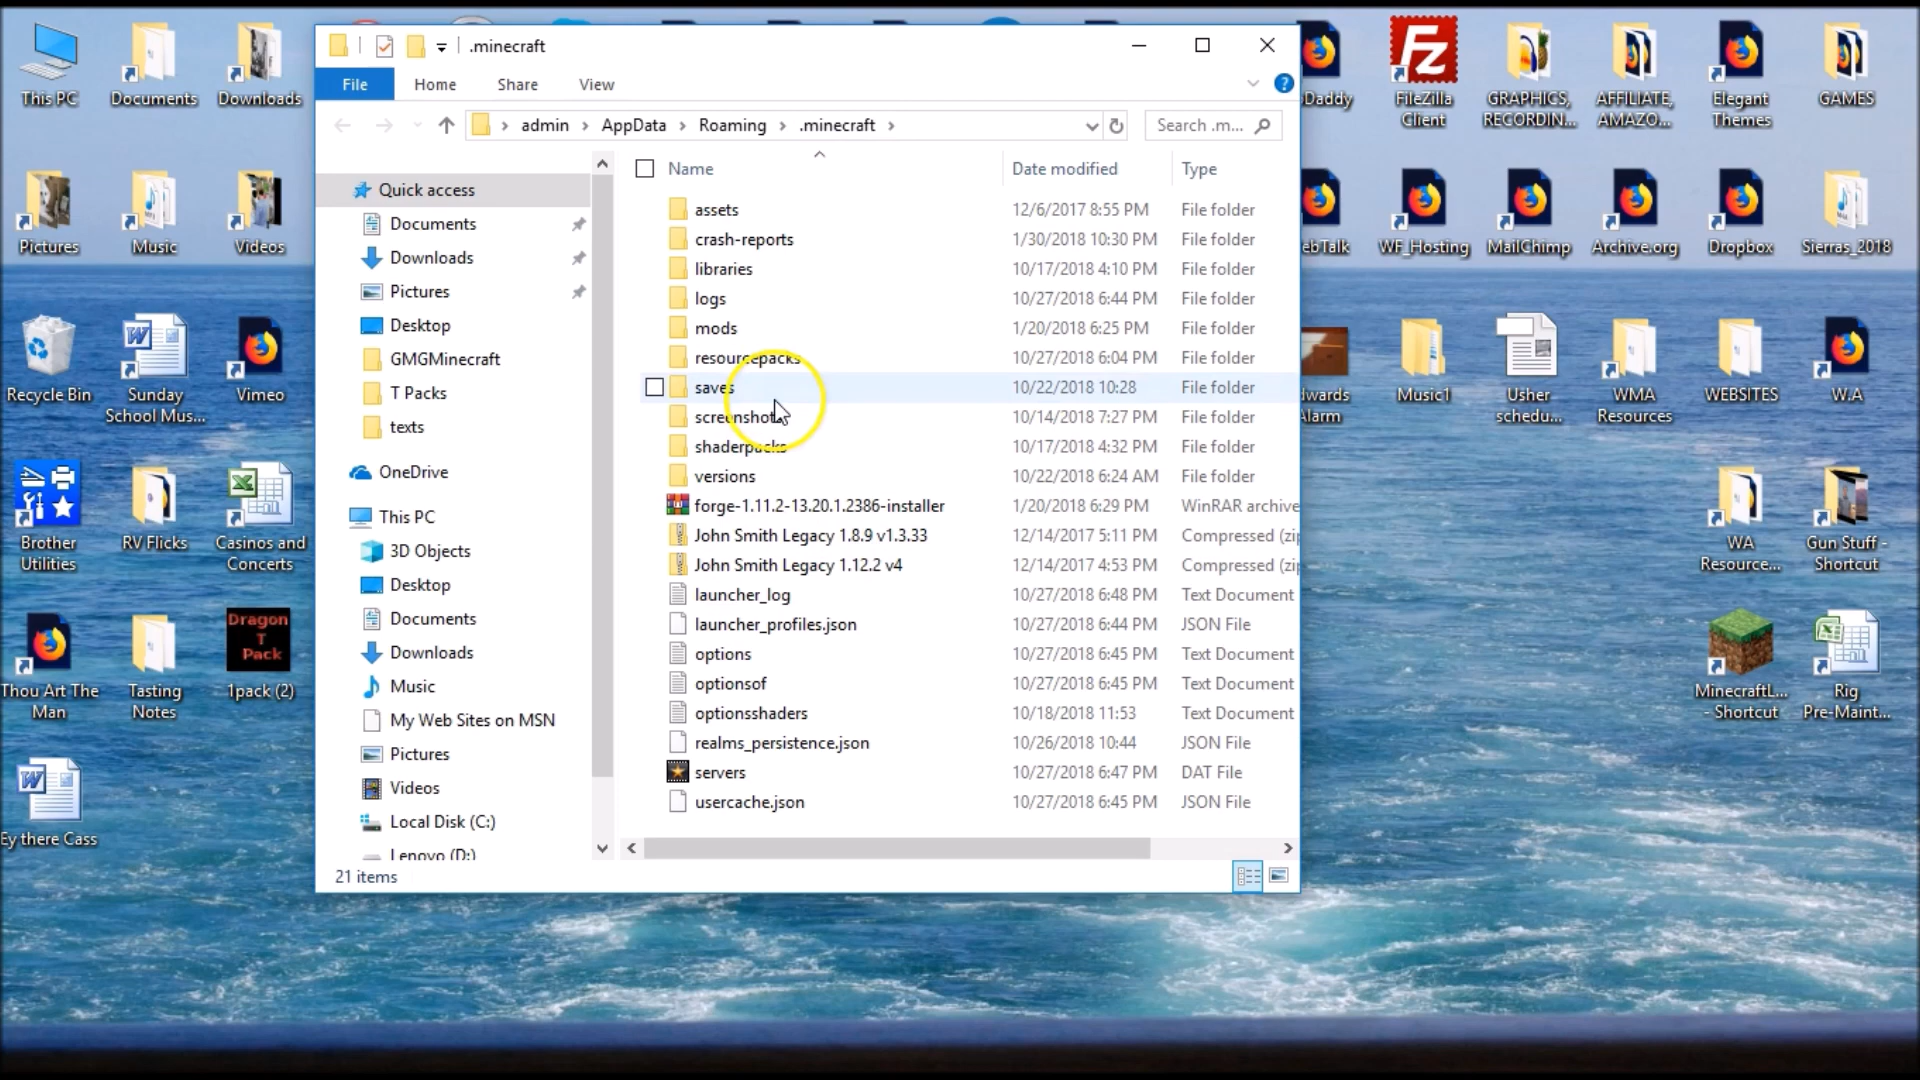 .minecraft
File Home Share View
admin AppData Roaming .minecraft
Search .m...
Name Date modified Type
Quick access
Documents
Downloads
Pictures
Desktop
GMGMinecraft
T Packs
texts
OneDrive
This PC
3D Objects
Desktop
Documents
Downloads
Music
My Web Sites on MSN
Pictures
Videos
Local Disk (C:)
Lenovo (D:)
assets 12/6/2017 8:55 PM File folder
crash-reports 1/30/2018 10:30 PM File folder
libraries 10/17/2018 4:10 PM File folder
logs 10/27/2018 6:44 PM File folder
mods 1/20/2018 6:25 PM File folder
resourcepacks 10/27/2018 6:04 PM File folder
saves 10/22/2018 10:28 File folder
screenshots 10/14/2018 7:27 PM File folder
shaderpacks 10/17/2018 4:32 PM File folder
versions 10/22/2018 6:24 AM File folder
forge-1.11.2-13.20.1.2386-installer 1/20/2018 6:29 PM WinRAR archive
John Smith Legacy 1.8.9 v1.3.33 12/14/2017 5:11 PM Compressed (zi
John Smith Legacy 1.12.2 v4 12/14/2017 4:53 PM Compressed (zi
launcher_log 10/27/2018 6:48 PM Text Document
launcher_profiles.json 10/27/2018 6:44 PM JSON File
options 10/27/2018 6:45 PM Text Document
optionsof 10/27/2018 6:45 PM Text Document
optionsshaders 10/18/2018 11:53 Text Document
realms_persistence.json 10/26/2018 10:44 JSON File
servers 10/27/2018 6:47 PM DAT File
usercache.json 10/27/2018 6:45 PM JSON File
21 items
This PC
Documents
Downloads
Pictures
Music
Videos
Recycle Bin
Sunday
School Mus...
Vimeo
Brother
Utilities
RV Flicks
Casinos and
Concerts
Thou Art The
Man
Tasting
Notes
Dragon
T
Pack
1pack (2)
Ey there Cass
Daddy
Fz
FileZilla
Client
GRAPHICS,
RECORDIN...
AFFILIATE,
AMAZO...
Elegant
Themes
GAMES
ebTalk
WF_Hosting
MailChimp
Archive.org
Dropbox
Sierras_2018
dwards
Alarm
Music1
Usher
schedu...
WMA
Resources
WEBSITES
W.A
WA
Resource...
Gun Stuff -
Shortcut
MinecraftL...
- Shortcut
Rig
Pre-Maint...